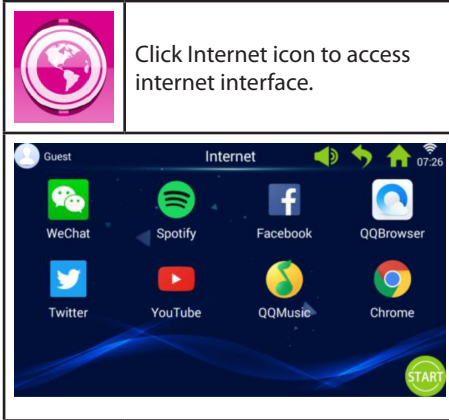 Click Internet icon to access
internet interface.
Guest
Internet
07:26
WeChat
Spotify
Facebook
QQBrowser
Twitter
YouTube
QQMusic
Chrome
START